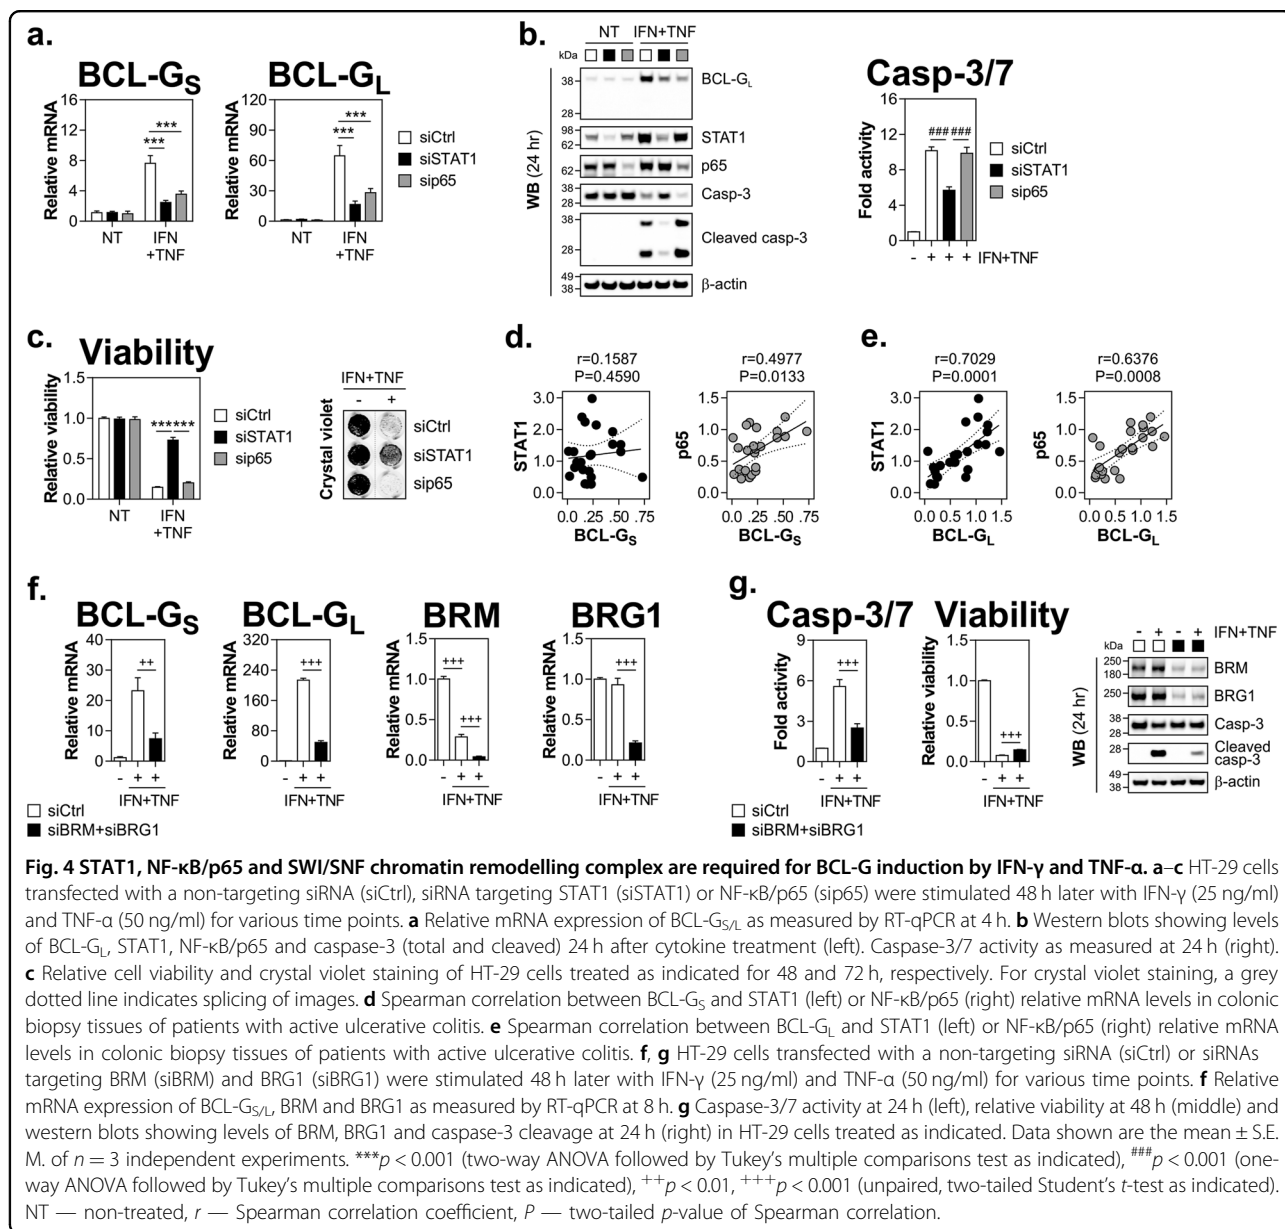 a.
BCL-GS
BCL-GL
Relative mRNA
16
12
8
4
0
***
***
NT
IFN
+TNF
Relative mRNA
120
90
60
30
0
***
***
NT
IFN
+TNF
siCtrl
siSTAT1
sip65
b.
NT
IFN+TNF
kDa
WB (24 hr)
38
28
BCL-GL
98
62
STAT1
62
p65
38
28
Casp-3
38
28
Cleaved casp-3
49
38
β-actin
Casp-3/7
Fold activity
16
12
8
4
0
### ###
- + + + IFN+TNF
siCtrl
siSTAT1
sip65
c.
Viability
Relative viability
1.5
1.0
0.5
0.0
*** ***
NT
IFN
+TNF
siCtrl
siSTAT1
sip65
IFN+TNF
- +
Crystal violet
siCtrl
siSTAT1
sip65
d.
r=0.1587
P=0.4590
STAT1
3.0
2.0
1.0
0.0
0.0 .25 .50 .75
BCL-GS
r=0.4977
P=0.0133
p65
1.5
1.0
0.5
0.0
0.0 .25 .50 .75
BCL-GS
e.
r=0.7029
P=0.0001
STAT1
3.0
2.0
1.0
0.0
0.0 0.5 1.0 1.5
BCL-GL
r=0.6376
P=0.0008
p65
1.5
1.0
0.5
0.0
0.0 0.5 1.0 1.5
BCL-GL
f.
BCL-GS
Relative mRNA
40
30
20
10
0
++
- + +
IFN+TNF
BCL-GL
Relative mRNA
320
240
160
80
0
+++
- + +
IFN+TNF
BRM
Relative mRNA
1.5
1.0
0.5
0.0
+++
+++
- + +
IFN+TNF
BRG1
Relative mRNA
1.5
1.0
0.5
0.0
+++
- + +
IFN+TNF
siCtrl
siBRM+siBRG1
g.
Casp-3/7
Fold activity
9
6
3
0
+++
- + +
IFN+TNF
Viability
Relative viability
1.5
1.0
0.5
0.0
+++
- + +
IFN+TNF
siCtrl
siBRM+siBRG1
- + - + IFN+TNF
kDa
WB (24 hr)
250
180
BRM
250
BRG1
38
28
Casp-3
28
Cleaved
casp-3
49
38
β-actin
Fig. 4 STAT1, NF-κB/p65 and SWI/SNF chromatin remodelling complex are required for BCL-G induction by IFN-γ and TNF-α. a–c HT-29 cells
transfected with a non-targeting siRNA (siCtrl), siRNA targeting STAT1 (siSTAT1) or NF-κB/p65 (sip65) were stimulated 48 h later with IFN-γ (25 ng/ml)
and TNF-α (50 ng/ml) for various time points. a Relative mRNA expression of BCL-GS/L as measured by RT-qPCR at 4 h. b Western blots showing levels
of BCL-GL, STAT1, NF-κB/p65 and caspase-3 (total and cleaved) 24 h after cytokine treatment (left). Caspase-3/7 activity as measured at 24 h (right).
c Relative cell viability and crystal violet staining of HT-29 cells treated as indicated for 48 and 72 h, respectively. For crystal violet staining, a grey
dotted line indicates splicing of images. d Spearman correlation between BCL-GS and STAT1 (left) or NF-κB/p65 (right) relative mRNA levels in colonic
biopsy tissues of patients with active ulcerative colitis. e Spearman correlation between BCL-GL and STAT1 (left) or NF-κB/p65 (right) relative mRNA
levels in colonic biopsy tissues of patients with active ulcerative colitis. f, g HT-29 cells transfected with a non-targeting siRNA (siCtrl) or siRNAs
targeting BRM (siBRM) and BRG1 (siBRG1) were stimulated 48 h later with IFN-γ (25 ng/ml) and TNF-α (50 ng/ml) for various time points. f Relative
mRNA expression of BCL-GS/L, BRM and BRG1 as measured by RT-qPCR at 8 h. g Caspase-3/7 activity at 24 h (left), relative viability at 48 h (middle) and
western blots showing levels of BRM, BRG1 and caspase-3 cleavage at 24 h (right) in HT-29 cells treated as indicated. Data shown are the mean ± S.E.
M. of n = 3 independent experiments. ***p < 0.001 (two-way ANOVA followed by Tukey's multiple comparisons test as indicated), ###p < 0.001 (one-
way ANOVA followed by Tukey's multiple comparisons test as indicated), ++p < 0.01, +++p < 0.001 (unpaired, two-tailed Student's t-test as indicated).
NT — non-treated, r — Spearman correlation coefficient, P — two-tailed p-value of Spearman correlation.